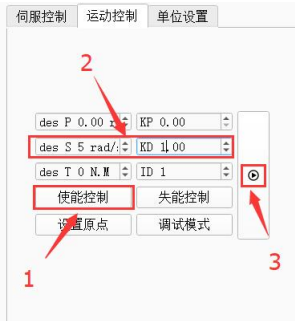 伺服控制 运动控制 单位设置
2
des P 0.00 r KP 0.00
des S 5 rad/ KD 1.00
des T 0 N.M ID 1
使能控制 失能控制
设置原点 调试模式
1
3